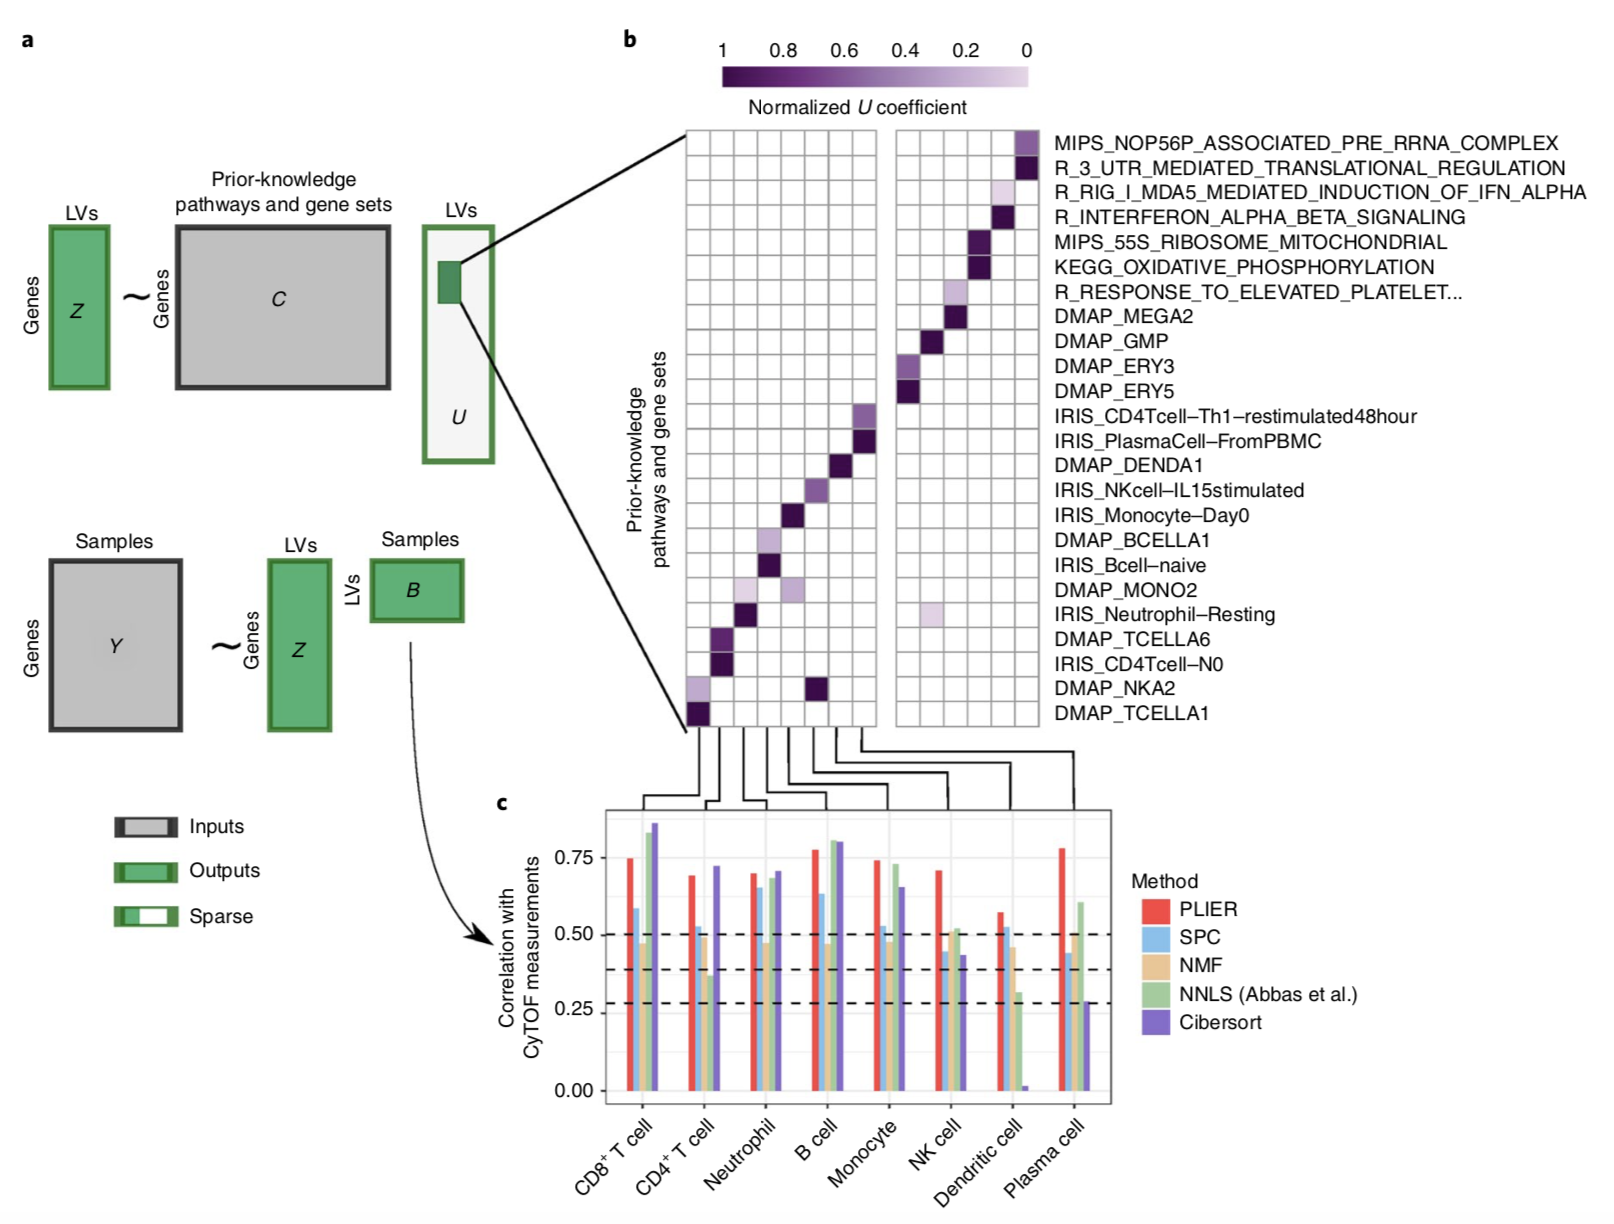 a
Prior-knowledge
pathways and gene sets
LVs
LVs
Genes
Z
~
Genes
C
U
Samples
LVs
Samples
Genes
Y
~
Genes
Z
LVs
B
Inputs
Outputs
Sparse
b
1 0.8 0.6 0.4 0.2 0
Normalized U coefficient
Prior-knowledge
pathways and gene sets
MIPS_NOP56P_ASSOCIATED_PRE_RRNA_COMPLEX
R_3_UTR_MEDIATED_TRANSLATIONAL_REGULATION
R_RIG_I_MDA5_MEDIATED_INDUCTION_OF_IFN_ALPHA
R_INTERFERON_ALPHA_BETA_SIGNALING
MIPS_55S_RIBOSOME_MITOCHONDRIAL
KEGG_OXIDATIVE_PHOSPHORYLATION
R_RESPONSE_TO_ELEVATED_PLATELET...
DMAP_MEGA2
DMAP_GMP
DMAP_ERY3
DMAP_ERY5
IRIS_CD4Tcell–Th1–restimulated48hour
IRIS_PlasmaCell–FromPBMC
DMAP_DENDA1
IRIS_NKcell–IL15stimulated
IRIS_Monocyte–Day0
DMAP_BCELLA1
IRIS_Bcell–naive
DMAP_MONO2
IRIS_Neutrophil–Resting
DMAP_TCELLA6
IRIS_CD4Tcell–N0
DMAP_NKA2
DMAP_TCELLA1
c
Correlation with
CyTOF measurements
0.75
0.50
0.25
0.00
CD8+ T cell
CD4+ T cell
Neutrophil
B cell
Monocyte
NK cell
Dendritic cell
Plasma cell
Method
PLIER
SPC
NMF
NNLS (Abbas et al.)
Cibersort